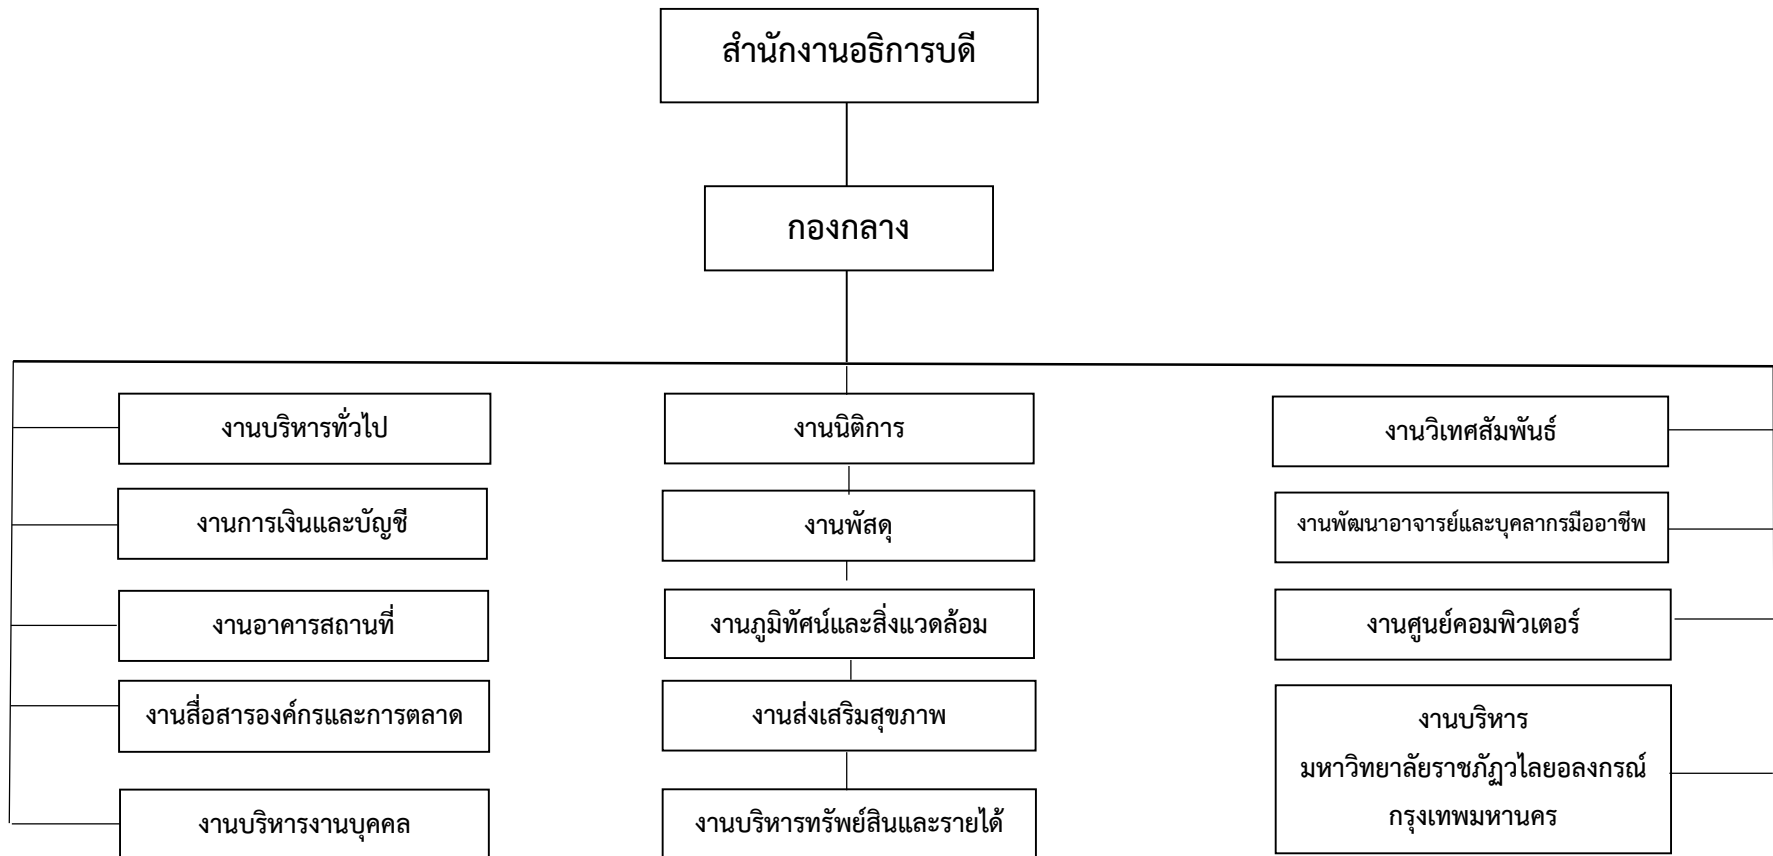 สำนักงานอธิการบดี
กองกลาง
งานบริหารทั่วไป
งานนิติการ
งานวิเทศสัมพันธ์
งานการเงินและบัญชี
งานพัสดุ
งานพัฒนาอาจารย์และบุคลากรมืออาชีพ
งานอาคารสถานที่
งานภูมิทัศน์และสิ่งแวดล้อม
งานศูนย์คอมพิวเตอร์
งานสื่อสารองค์กรและการตลาด
งานส่งเสริมสุขภาพ
งานบริหาร
มหาวิทยาลัยราชภัฏวไลยอลงกรณ์
กรุงเทพมหานคร
งานบริหารงานบุคคล
งานบริหารทรัพย์สินและรายได้